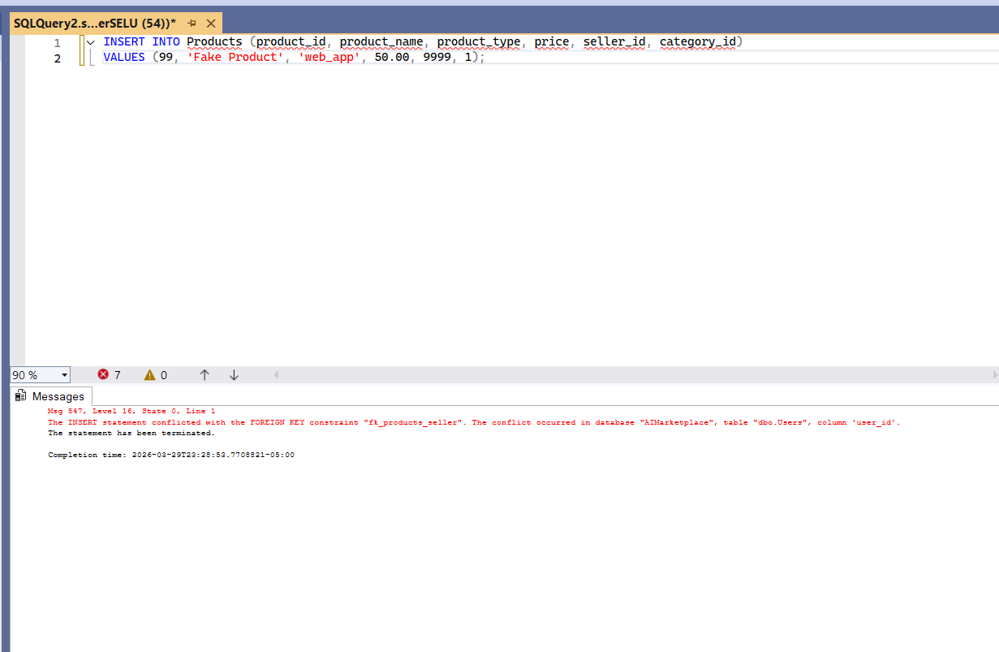 SQLQuery2.s...erSELU (54))*
1 INSERT INTO Products (product_id, product_name, product_type, price, seller_id, category_id)
2 VALUES (99, 'Fake Product', 'web_app', 50.00, 9999, 1);
90 % 7 0
Messages
Msg 547, Level 16, State 0, Line 1
The INSERT statement conflicted with the FOREIGN KEY constraint "fk_products_seller". The conflict occurred in database "AIMarketplace", table "dbo.Users", column 'user_id'.
The statement has been terminated.
Completion time: 2026-03-29T23:28:53.7708821-05:00